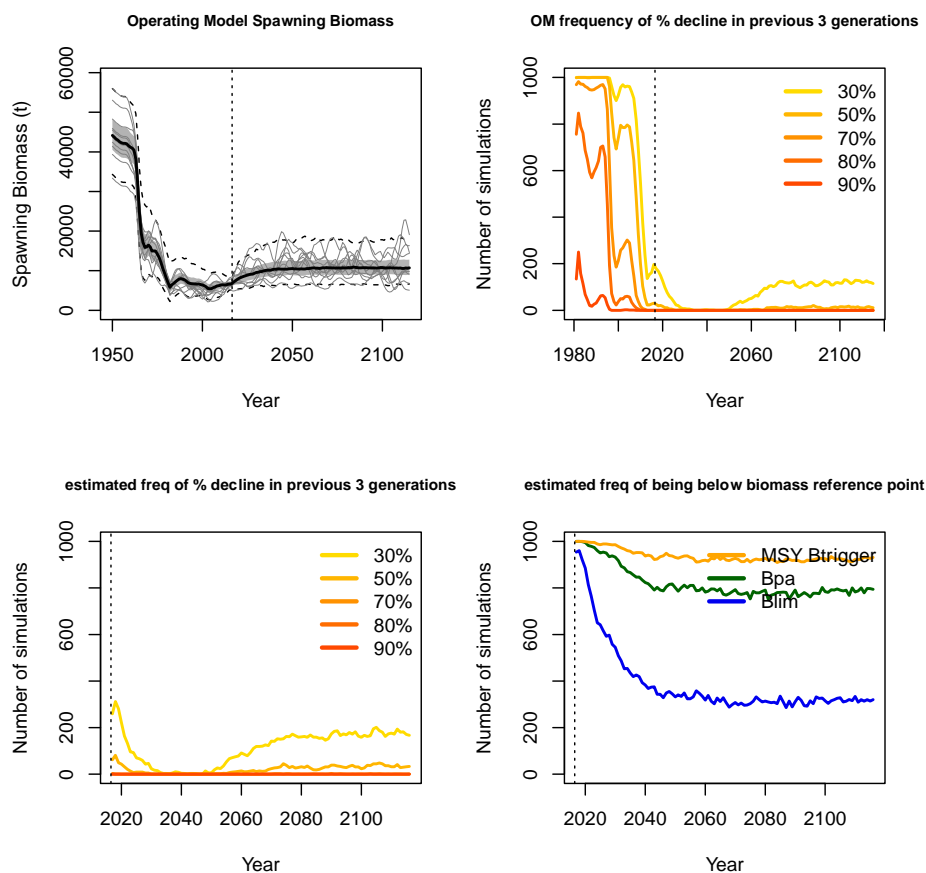 Operating Model Spawning Biomass
Spawning Biomass (t)
60000
40000
20000
0
1950
2000
2050
2100
Year
OM frequency of % decline in previous 3 generations
Number of simulations
1000
600
200
0
30%
50%
70%
80%
90%
1980
2020
2060
2100
Year
estimated freq of % decline in previous 3 generations
Number of simulations
1000
600
200
0
30%
50%
70%
80%
90%
2020
2040
2060
2080
2100
Year
estimated freq of being below biomass reference point
Number of simulations
1000
600
200
0
MSY Btrigger
Bpa
Blim
2020
2040
2060
2080
2100
Year